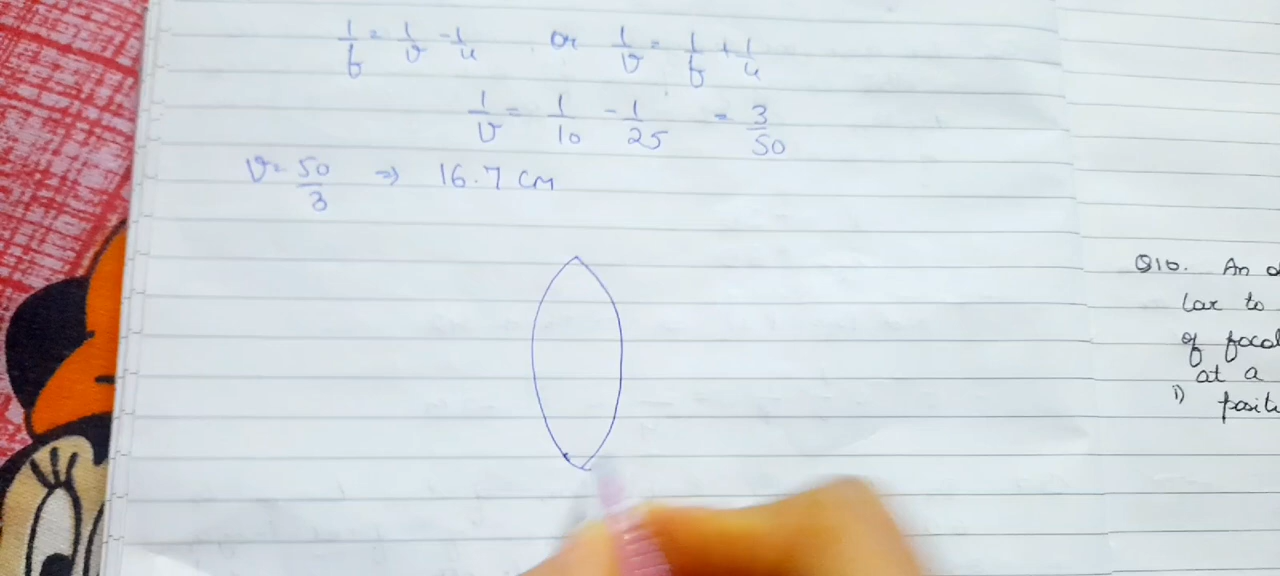 1/f = 1/v - 1/u or 1/v = 1/f + 1/u
1/v = 1/10 - 1/25 = 3/50
v = 50/3 ⇒ 16.7 cm
Q10. An
lar to
of focal
at a
i) positi